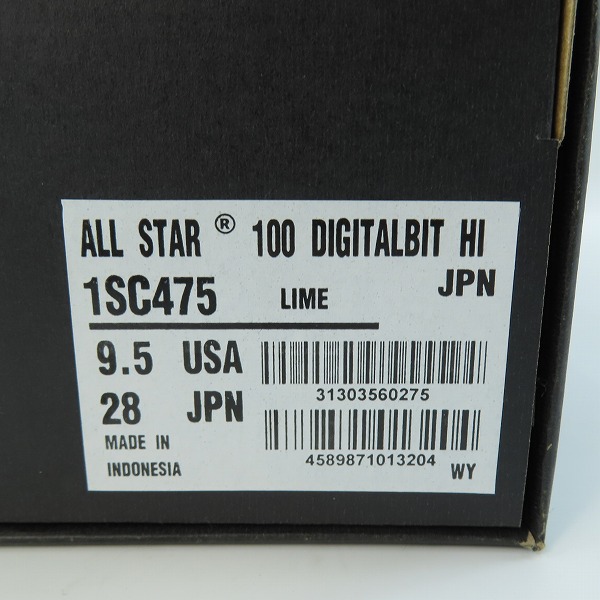 ALL STAR ® 100 DIGITALBIT HI
1SC475 LIME JPN
9.5 USA
31303560275
28 JPN
MADE IN
INDONESIA
4589871013204
WY